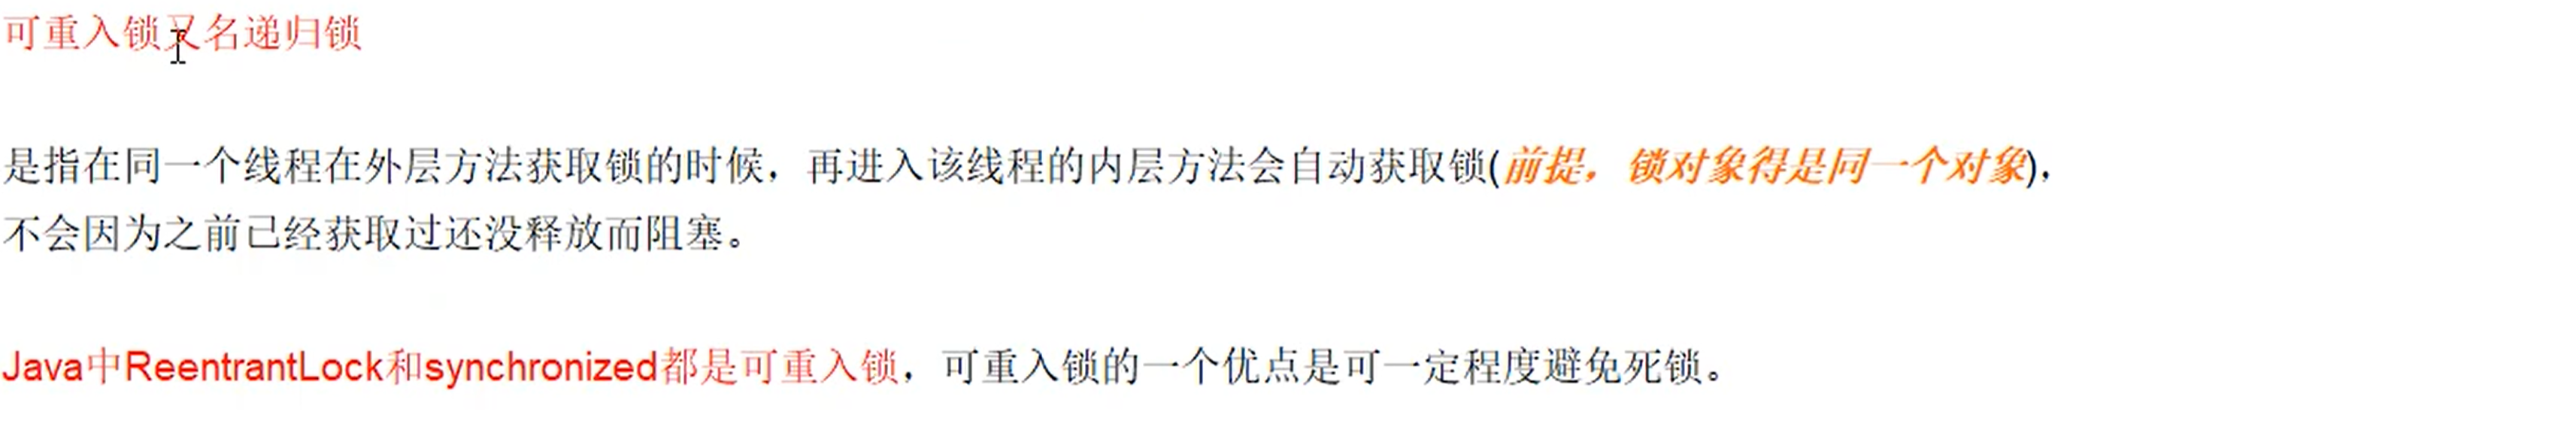 可重入锁又名递归锁
是指在同一个线程在外层方法获取锁的时候，再进入该线程的内层方法会自动获取锁(前提，锁对象得是同一个对象)，
不会因为之前已经获取过还没释放而阻塞。
Java中ReentrantLock和synchronized都是可重入锁，可重入锁的一个优点是可一定程度避免死锁。